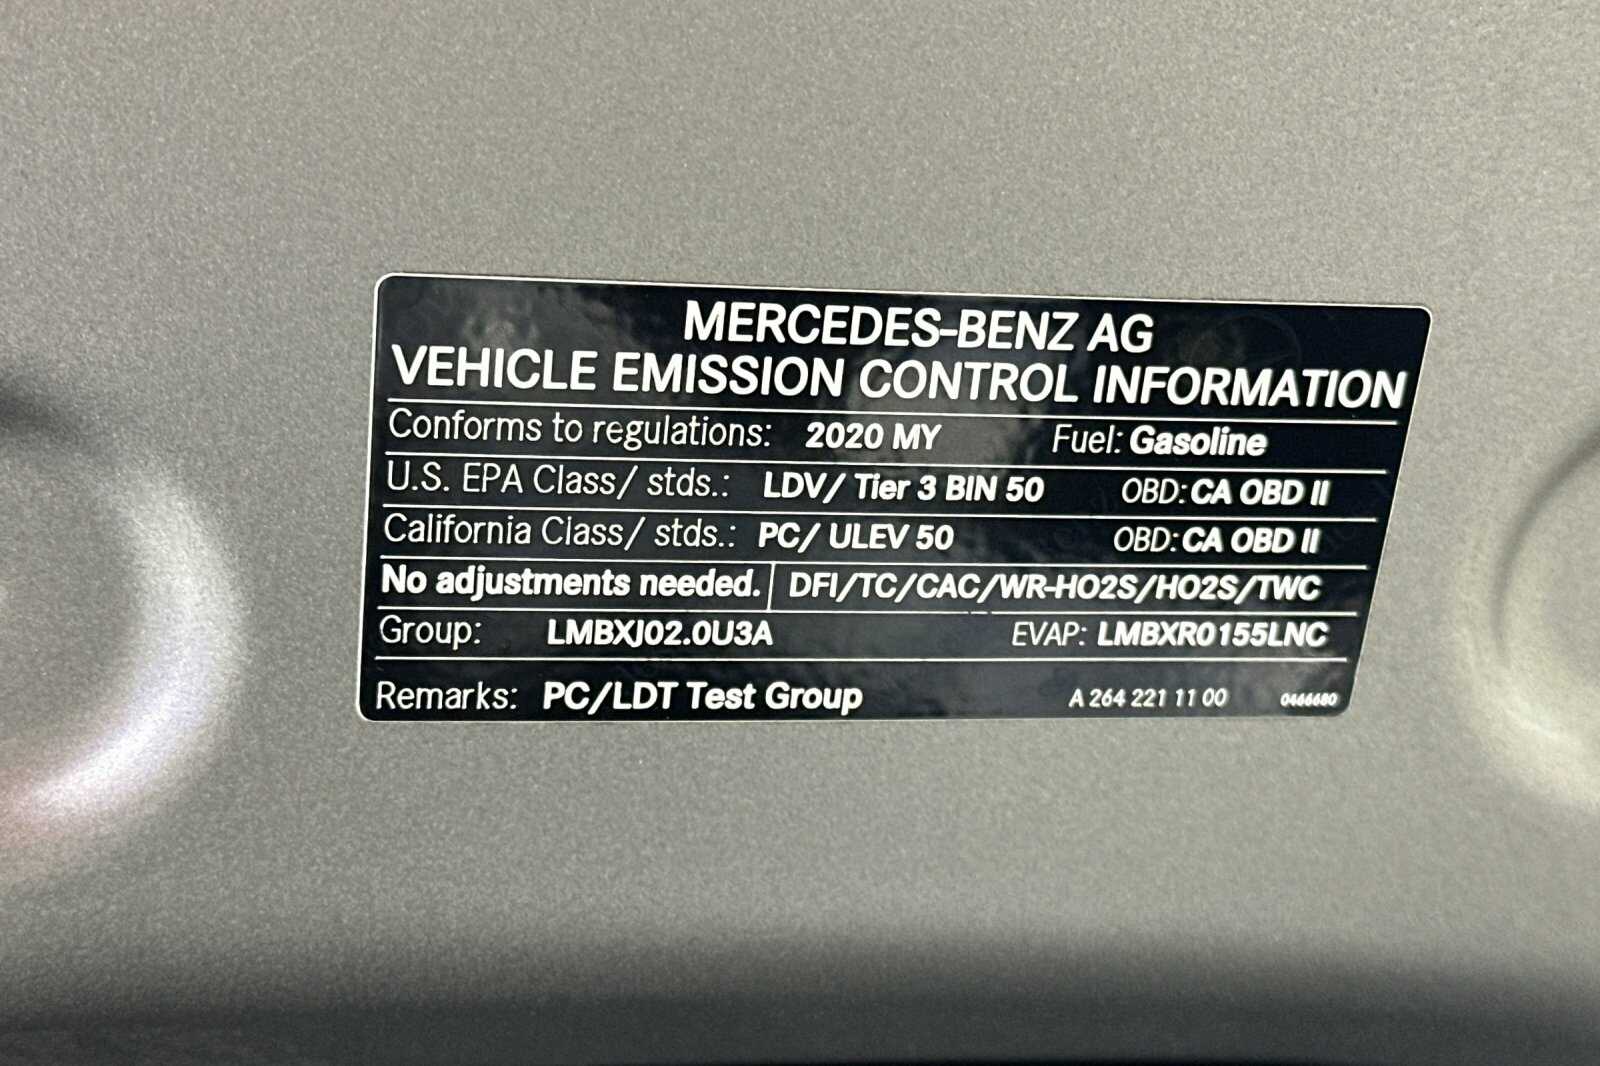 MERCEDES-BENZ AG
VEHICLE EMISSION CONTROL INFORMATION
Conforms to regulations: 2020 MY Fuel: Gasoline
U.S. EPA Class/ stds.: LDV/ Tier 3 BIN 50 OBD: CA OBD II
California Class/ stds.: PC/ ULEV 50 OBD: CA OBD II
No adjustments needed. DFI/TC/CAC/WR-HO2S/HO2S/TWC
Group: LMBXJ02.0U3A EVAP: LMBXR0155LNC
Remarks: PC/LDT Test Group A 264 221 11 00 0466680